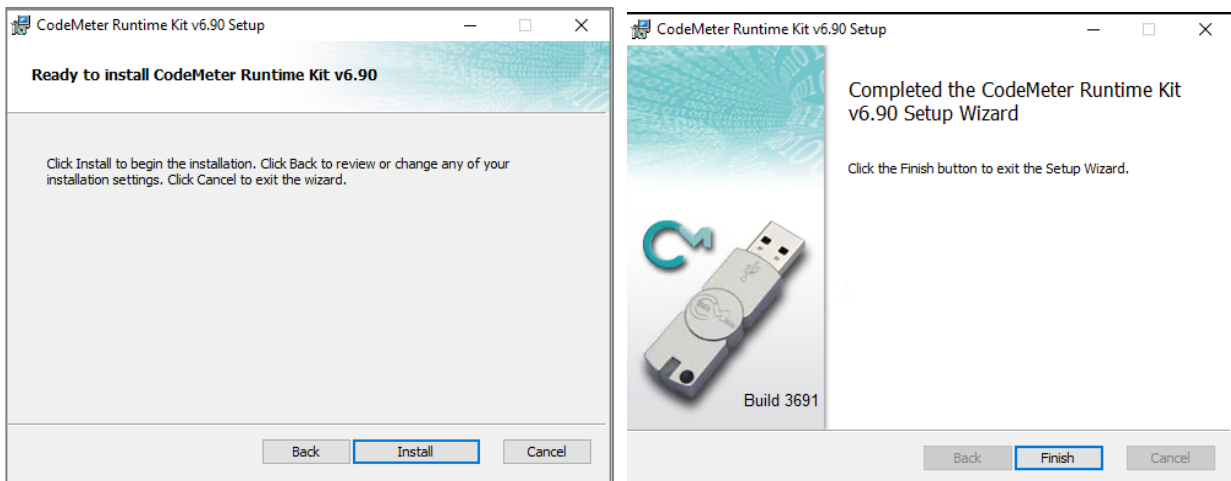 CodeMeter Runtime Kit v6.90 Setup
Ready to install CodeMeter Runtime Kit v6.90
Click Install to begin the installation. Click Back to review or change any of your
installation settings. Click Cancel to exit the wizard.
Back
Install
Cancel
CodeMeter Runtime Kit v6.90 Setup
Completed the CodeMeter Runtime Kit
v6.90 Setup Wizard
Click the Finish button to exit the Setup Wizard.
CM
Build 3691
Back
Finish
Cancel